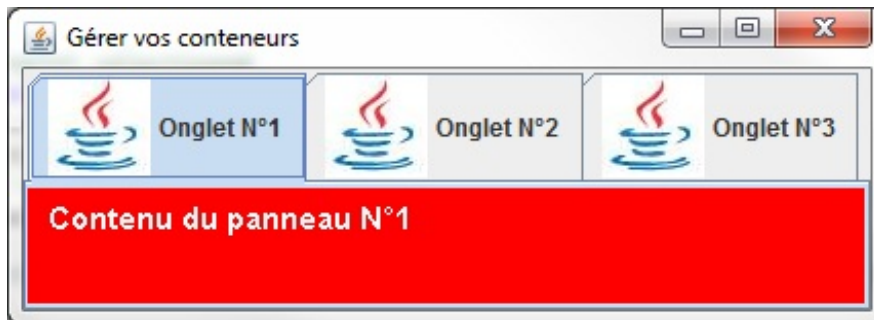 Gérer vos conteneurs
Onglet N°1 Onglet N°2 Onglet N°3
Contenu du panneau N°1